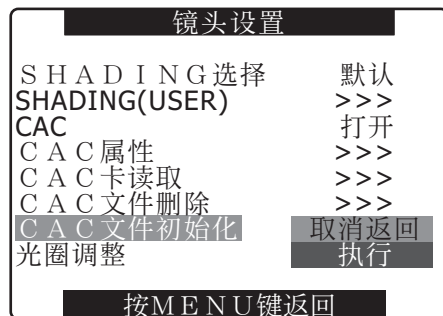 镜头设置
ＳＨＡＤＩＮＧ选择 默认
SHADING(USER) >>>
CAC 打开
ＣＡＣ属性 >>>
ＣＡＣ卡读取 >>>
ＣＡＣ文件删除 >>>
ＣＡＣ文件初始化 取消返回
光圈调整 执行
按ＭＥＮＵ键返回